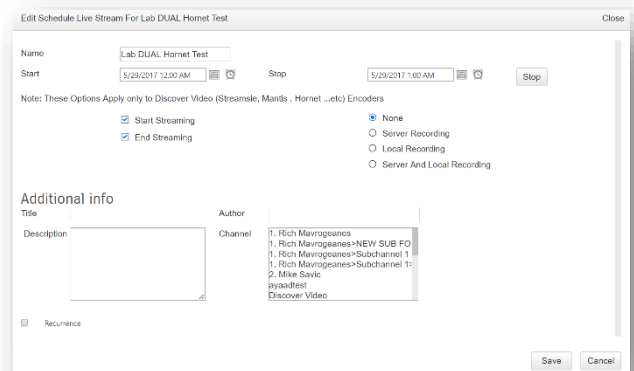 Edit Schedule Live Stream For Lab DUAL Hornet Test Close
Name Lab DUAL Hornet Test
Start 5/29/2017 12:00 AM Stop 5/29/2017 1:00 AM Stop
Note: These Options Apply only to Discover Video (Streamsie, Mantis , Hornet ...etc) Encoders
Start Streaming None
End Streaming Server Recording
Local Recording
Server And Local Recording
Additional info
Title Author
Description Channel 1. Rich Mavrogeanes
1. Rich Mavrogeanes>NEW SUB FO
1. Rich Mavrogeanes>Subchannel 1
1. Rich Mavrogeanes>Subchannel 1>
2. Mike Savic
ayaadtest
Discover Video
Recurrence
Save Cancel